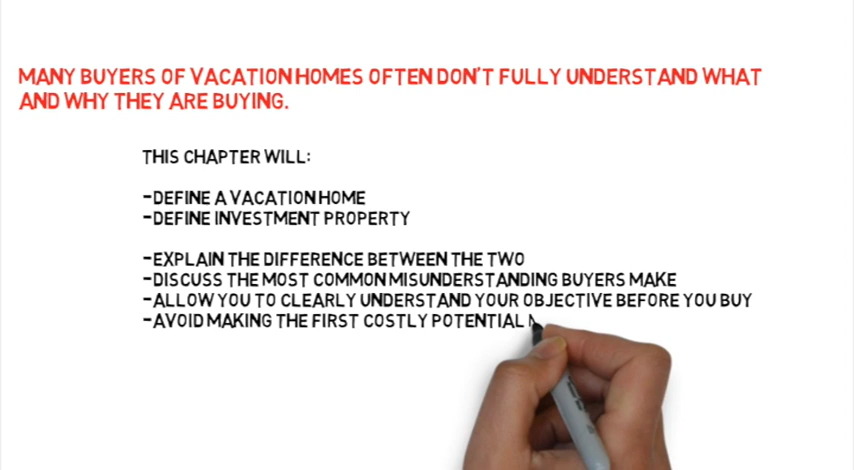 MANY BUYERS OF VACATION HOMES OFTEN DON'T FULLY UNDERSTAND WHAT
AND WHY THEY ARE BUYING.
THIS CHAPTER WILL:
-DEFINE A VACATION HOME
-DEFINE INVESTMENT PROPERTY
-EXPLAIN THE DIFFERENCE BETWEEN THE TWO
-DISCUSS THE MOST COMMON MISUNDERSTANDING BUYERS MAKE
-ALLOW YOU TO CLEARLY UNDERSTAND YOUR OBJECTIVE BEFORE YOU BUY
-AVOID MAKING THE FIRST COSTLY POTENTIAL